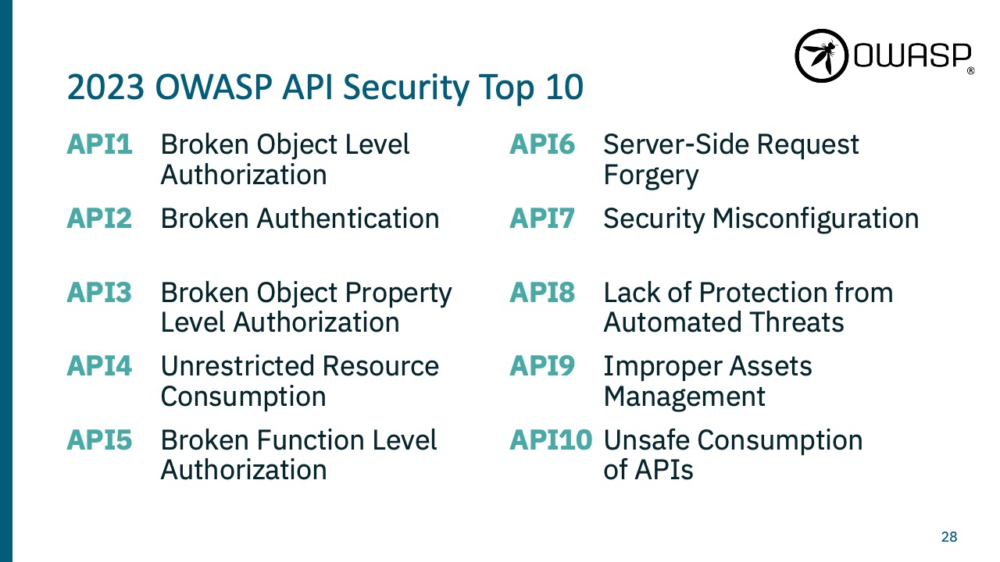 OWASP
®
2023 OWASP API Security Top 10
API1 Broken Object Level
Authorization
API2 Broken Authentication
API3 Broken Object Property
Level Authorization
API4 Unrestricted Resource
Consumption
API5 Broken Function Level
Authorization
API6 Server-Side Request
Forgery
API7 Security Misconfiguration
API8 Lack of Protection from
Automated Threats
API9 Improper Assets
Management
API10 Unsafe Consumption
of APIs
28